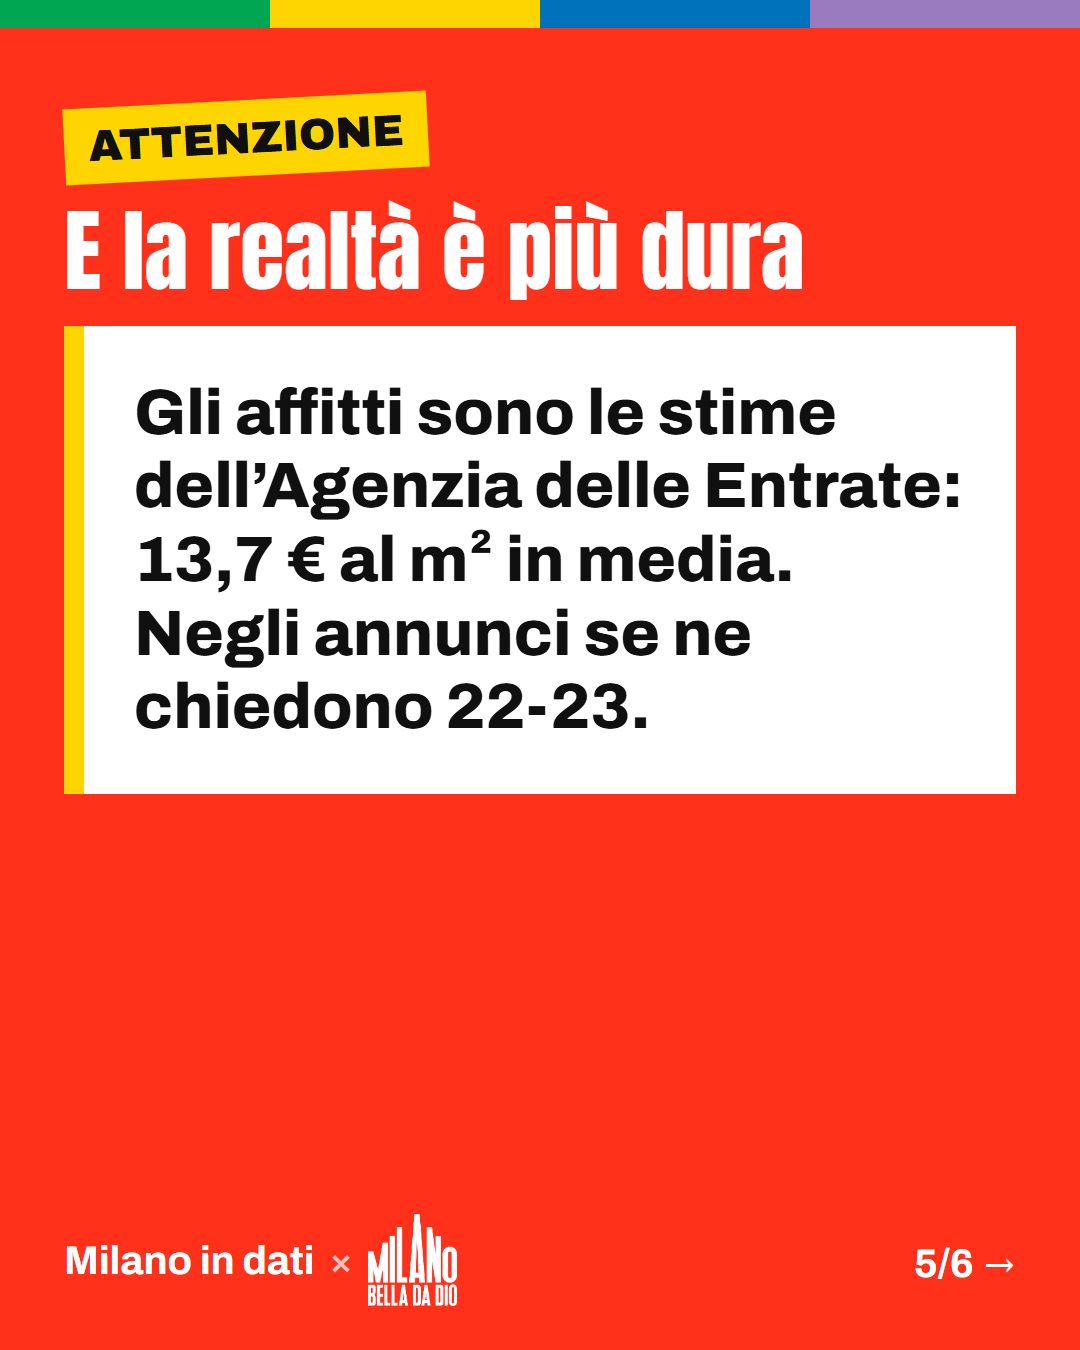 ATTENZIONE
E la realtà è più dura
Gli affitti sono le stime
dell’Agenzia delle Entrate:
13,7 € al m² in media.
Negli annunci se ne
chiedono 22-23.
Milano in dati ×
MILANO
BELLA DA DIO
5/6 →